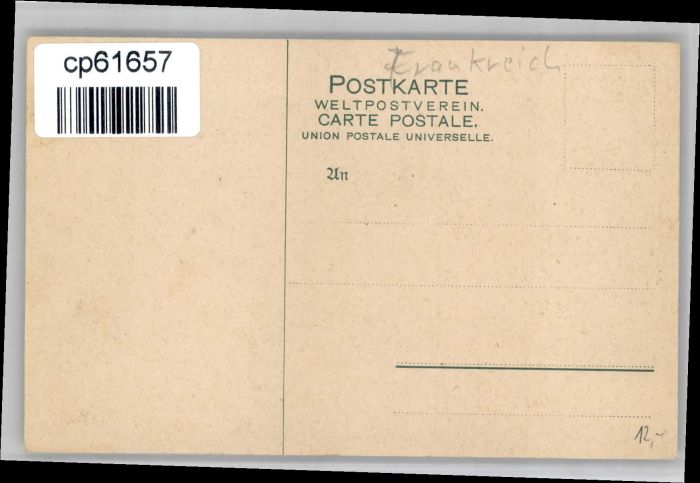 cp61657
Frankreich
POSTKARTE
WELTPOSTVEREIN.
CARTE POSTALE.
UNION POSTALE UNIVERSELLE.
An
12,-